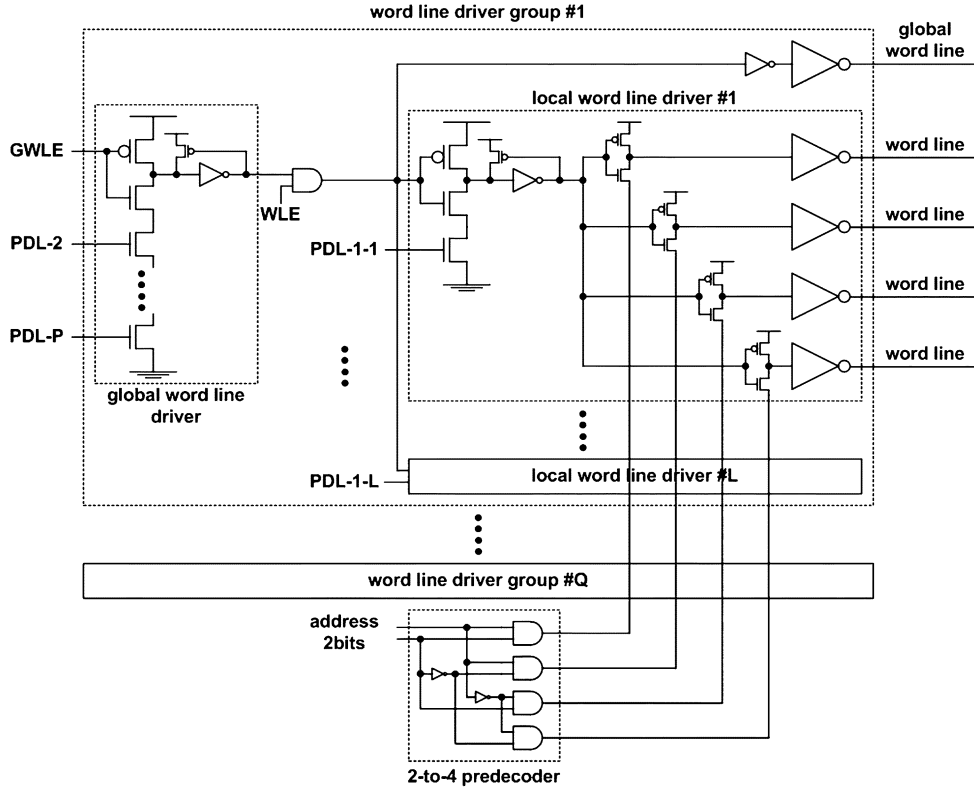 word line driver group #1
global
word line
local word line driver #1
GWLE
word line
WLE
word line
PDL-2
PDL-1-1
word line
PDL-P
word line
global word line
driver
PDL-1-L
local word line driver #L
word line driver group #Q
address
2bits
2-to-4 predecoder